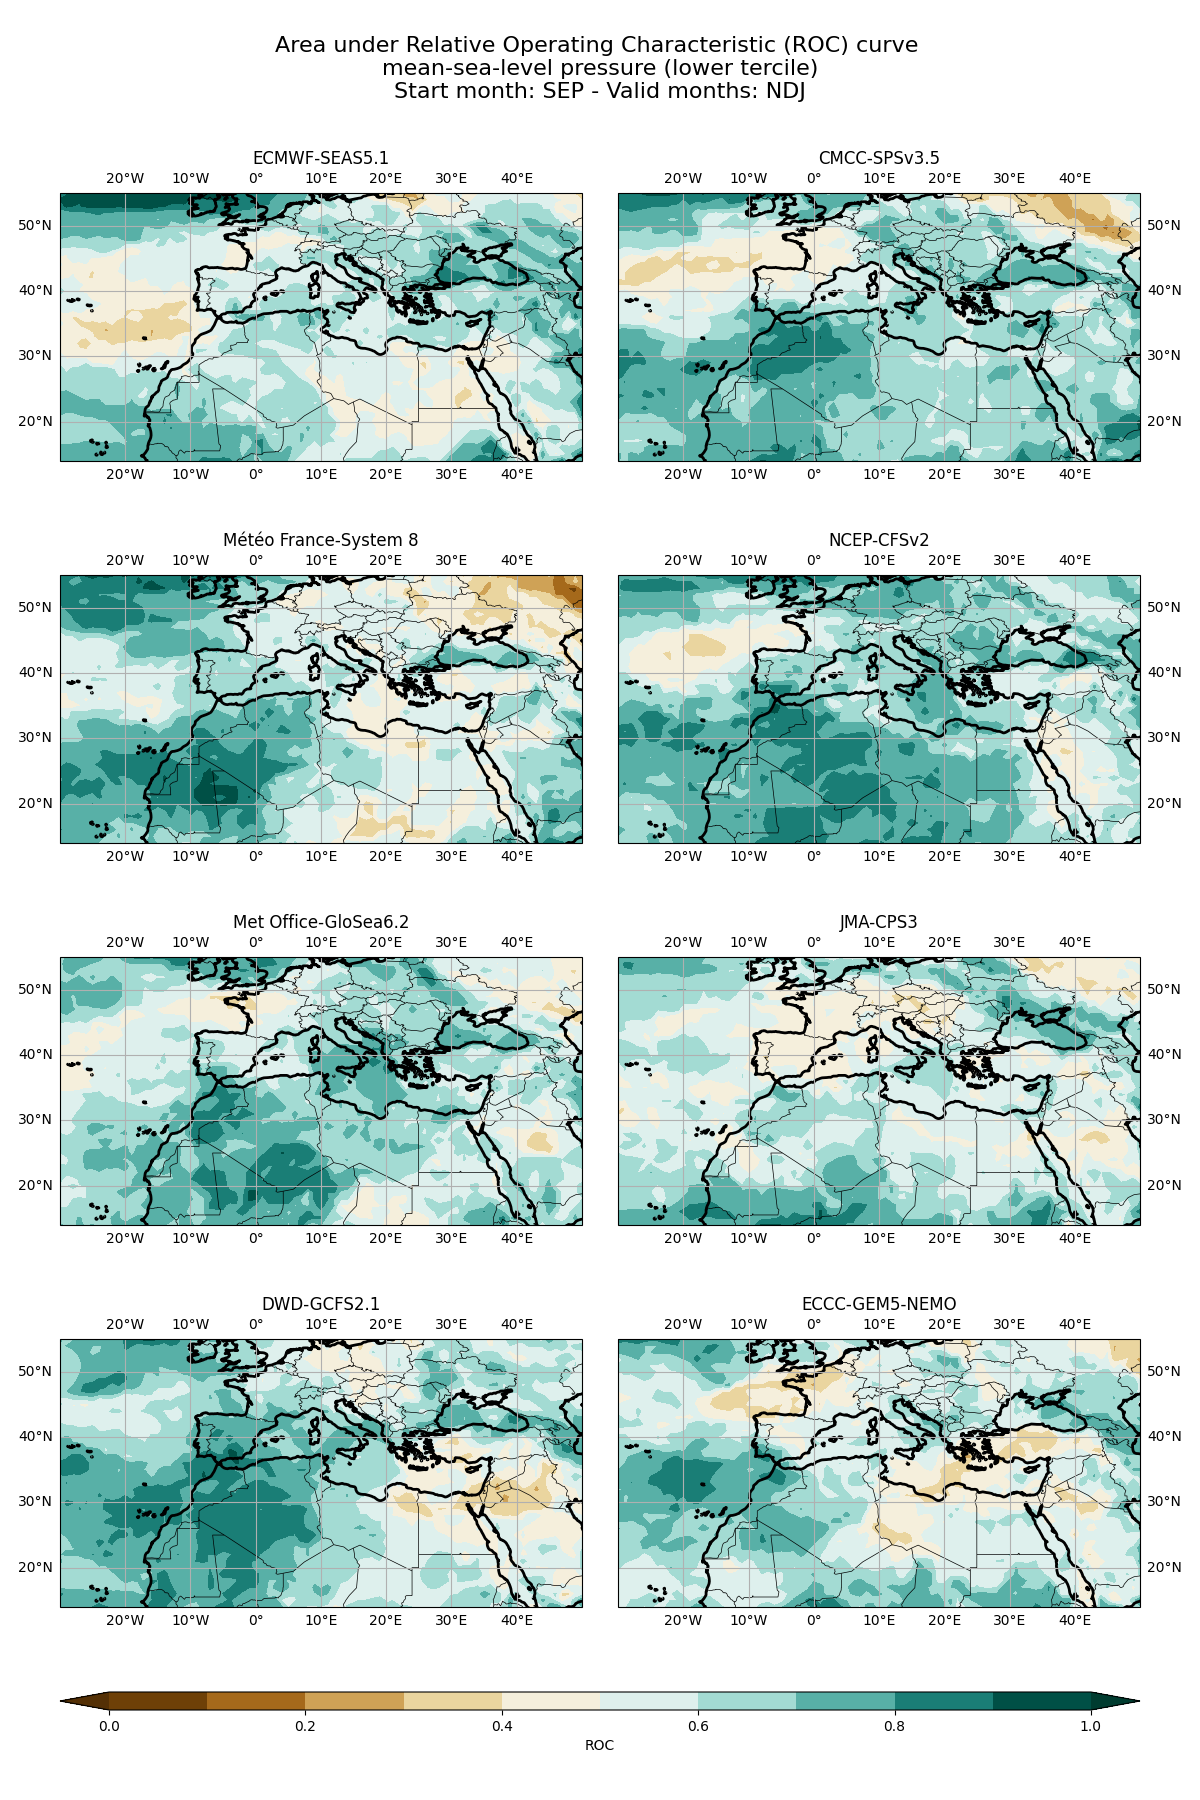 Area under Relative Operating Characteristic (ROC) curve
mean-sea-level pressure (lower tercile)
Start month: SEP - Valid months: NDJ
ECMWF-SEAS5.1
20°W 10°W 0° 10°E 20°E 30°E 40°E
50°N
40°N
30°N
20°N
20°W 10°W 0° 10°E 20°E 30°E 40°E
CMCC-SPSv3.5
20°W 10°W 0° 10°E 20°E 30°E 40°E
50°N
40°N
30°N
20°N
20°W 10°W 0° 10°E 20°E 30°E 40°E
Météo France-System 8
20°W 10°W 0° 10°E 20°E 30°E 40°E
50°N
40°N
30°N
20°N
20°W 10°W 0° 10°E 20°E 30°E 40°E
NCEP-CFSv2
20°W 10°W 0° 10°E 20°E 30°E 40°E
50°N
40°N
30°N
20°N
20°W 10°W 0° 10°E 20°E 30°E 40°E
Met Office-GloSea6.2
20°W 10°W 0° 10°E 20°E 30°E 40°E
50°N
40°N
30°N
20°N
20°W 10°W 0° 10°E 20°E 30°E 40°E
JMA-CPS3
20°W 10°W 0° 10°E 20°E 30°E 40°E
50°N
40°N
30°N
20°N
20°W 10°W 0° 10°E 20°E 30°E 40°E
DWD-GCFS2.1
20°W 10°W 0° 10°E 20°E 30°E 40°E
50°N
40°N
30°N
20°N
20°W 10°W 0° 10°E 20°E 30°E 40°E
ECCC-GEM5-NEMO
20°W 10°W 0° 10°E 20°E 30°E 40°E
50°N
40°N
30°N
20°N
20°W 10°W 0° 10°E 20°E 30°E 40°E
0.0 0.2 0.4 0.6 0.8 1.0
ROC